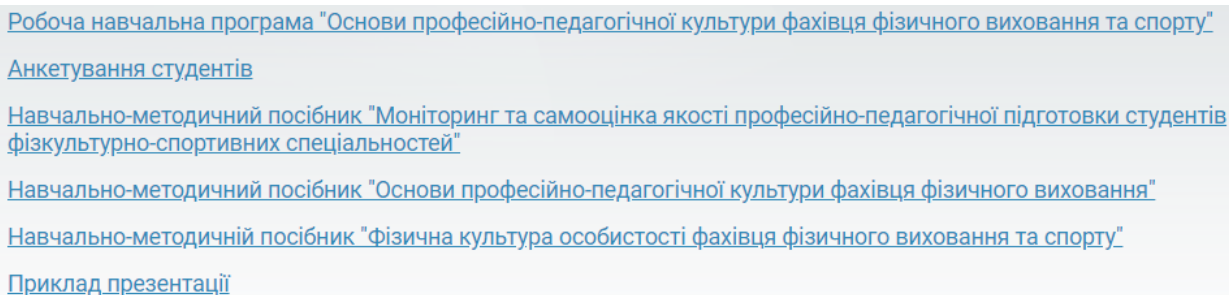 Робоча навчальна програма "Основи професійно-педагогічної культури фахівця фізичного виховання та спорту"
Анкетування студентів
Навчально-методичний посібник "Моніторинг та самооцінка якості професійно-педагогічної підготовки студентів
фізкультурно-спортивних спеціальностей"
Навчально-методичний посібник "Основи професійно-педагогічної культури фахівця фізичного виховання"
Навчально-методичній посібник "Фізична культура особистості фахівця фізичного виховання та спорту"
Приклад презентації